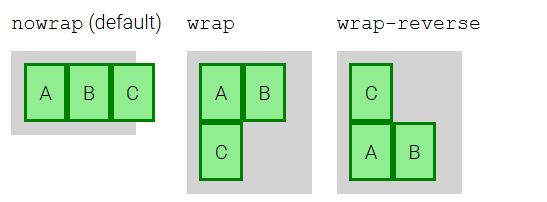 nowrap (default)
wrap
wrap-reverse
A B C
A B
C
C
A B